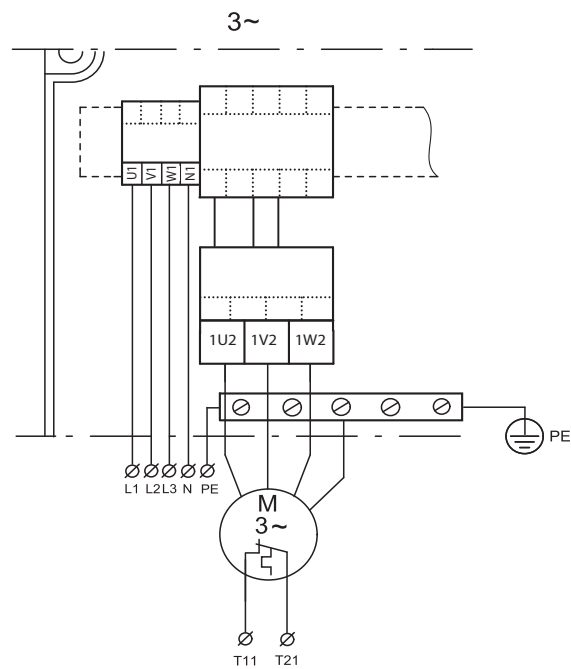 3~
U1 V1 W1 N1
1U2 1V2 1W2
PE
L1 L2 L3 N PE
M
3~
T11 T21